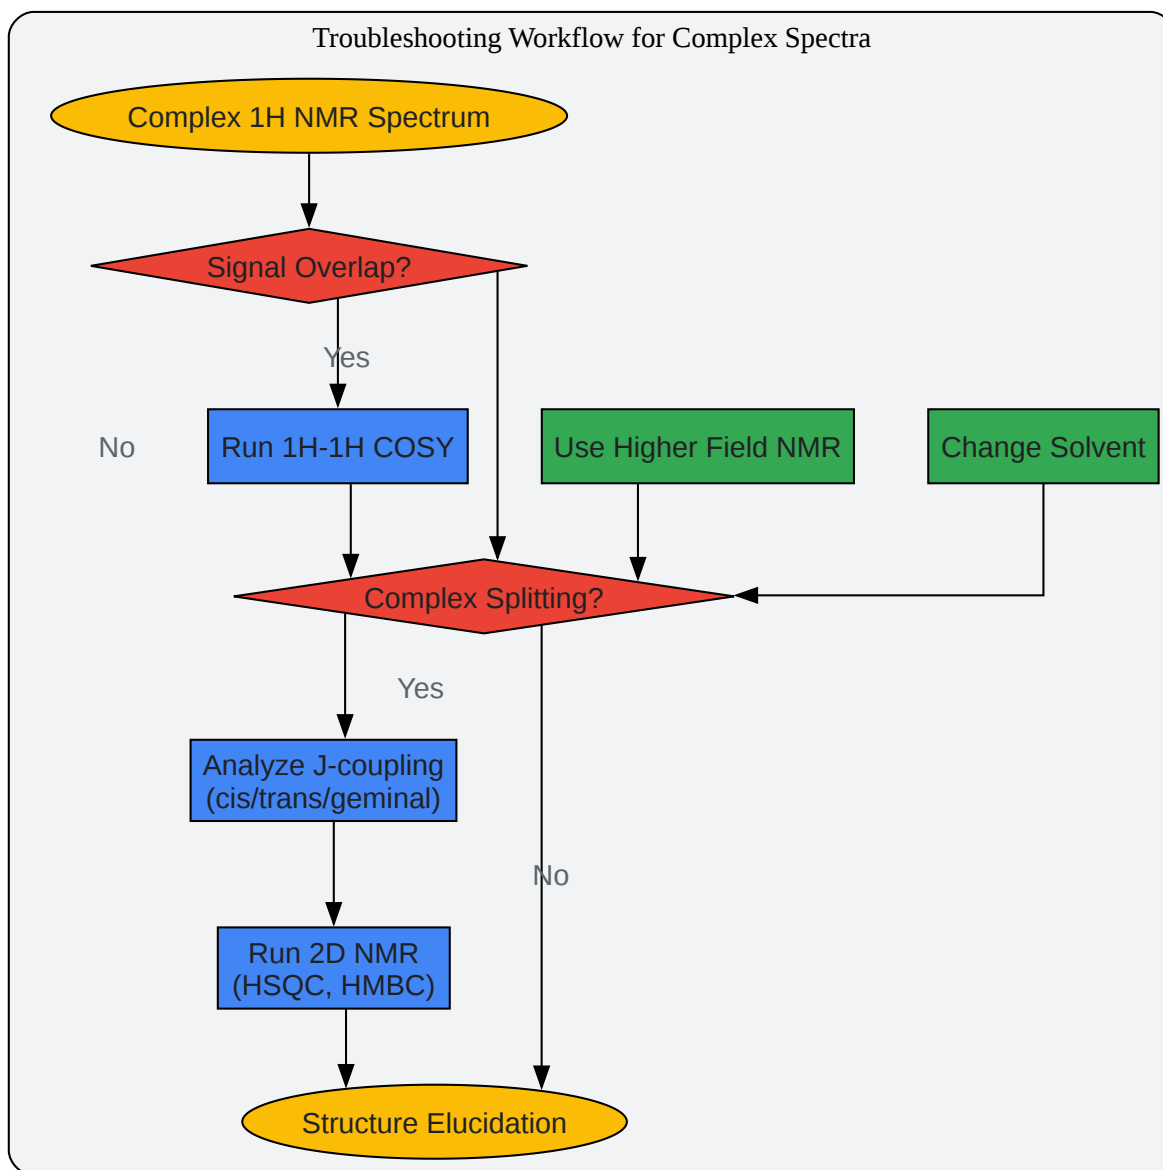 Troubleshooting Workflow for Complex Spectra
Complex 1H NMR Spectrum
Signal Overlap?
Yes
No
Run 1H-1H COSY
Use Higher Field NMR
Change Solvent
Complex Splitting?
Yes
Analyze J-coupling
(cis/trans/geminal)
No
Run 2D NMR
(HSQC, HMBC)
Structure Elucidation